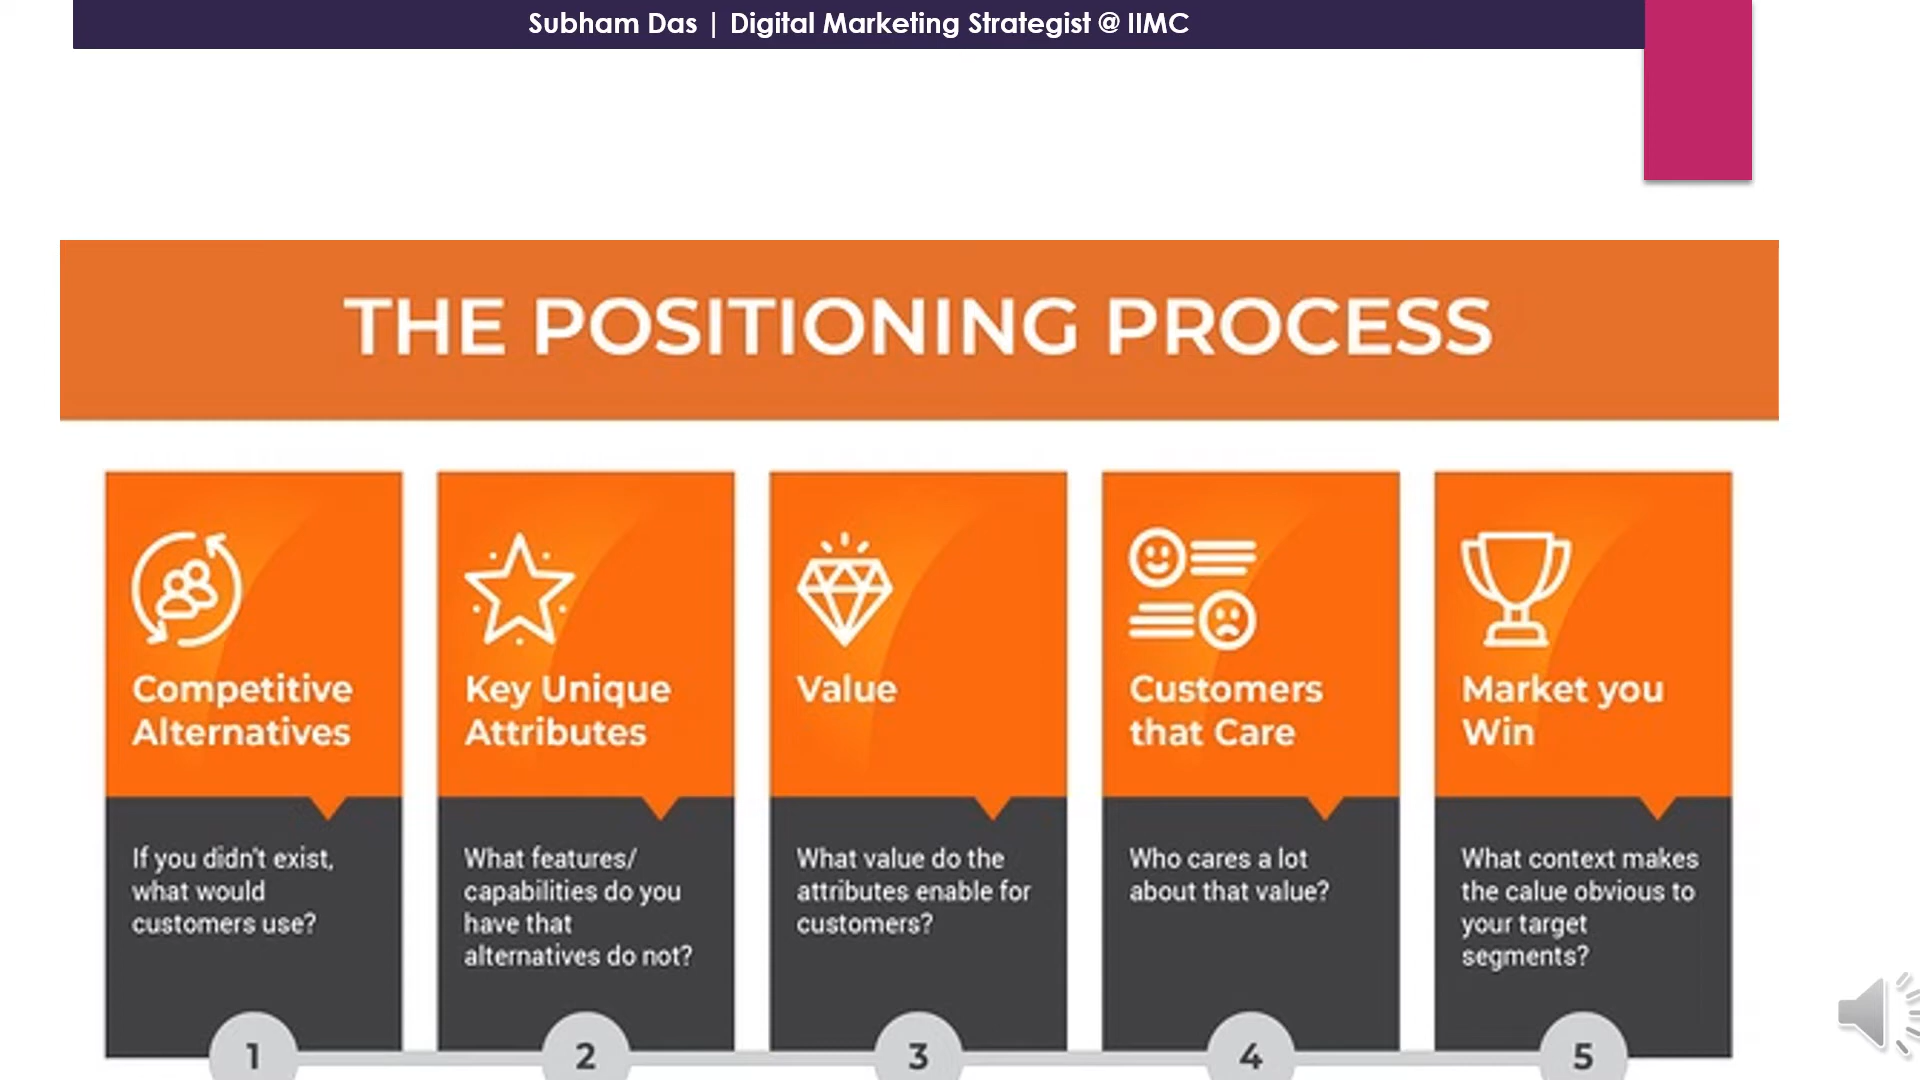 Subham Das | Digital Marketing Strategist @ IIMC
THE POSITIONING PROCESS
Competitive
Alternatives
If you didn't exist,
what would
customers use?
1
Key Unique
Attributes
What features/
capabilities do you
have that
alternatives do not?
2
Value
What value do the
attributes enable for
customers?
3
Customers
that Care
Who cares a lot
about that value?
4
Market you
Win
What context makes
the calue obvious to
your target
segments?
5